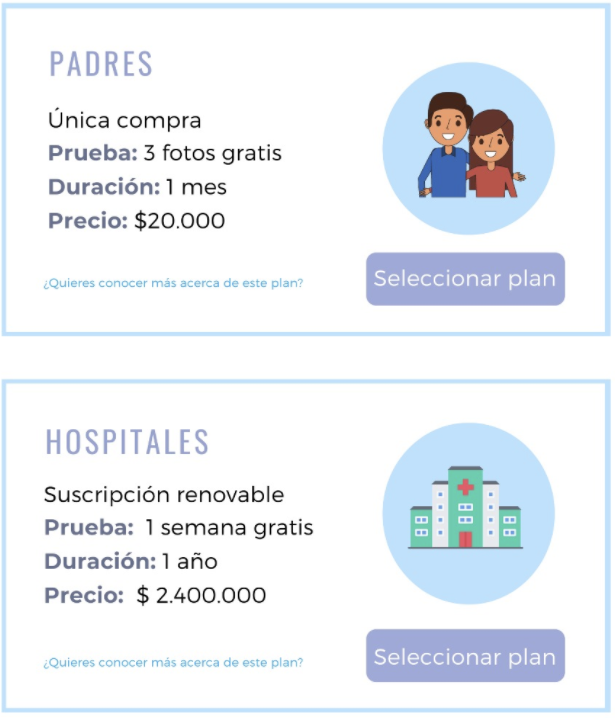 PADRES
Única compra
Prueba: 3 fotos gratis
Duración: 1 mes
Precio: $20.000
¿Quieres conocer más acerca de este plan?
Seleccionar plan
HOSPITALES
Suscripción renovable
Prueba: 1 semana gratis
Duración: 1 año
Precio: $ 2.400.000
¿Quieres conocer más acerca de este plan?
Seleccionar plan